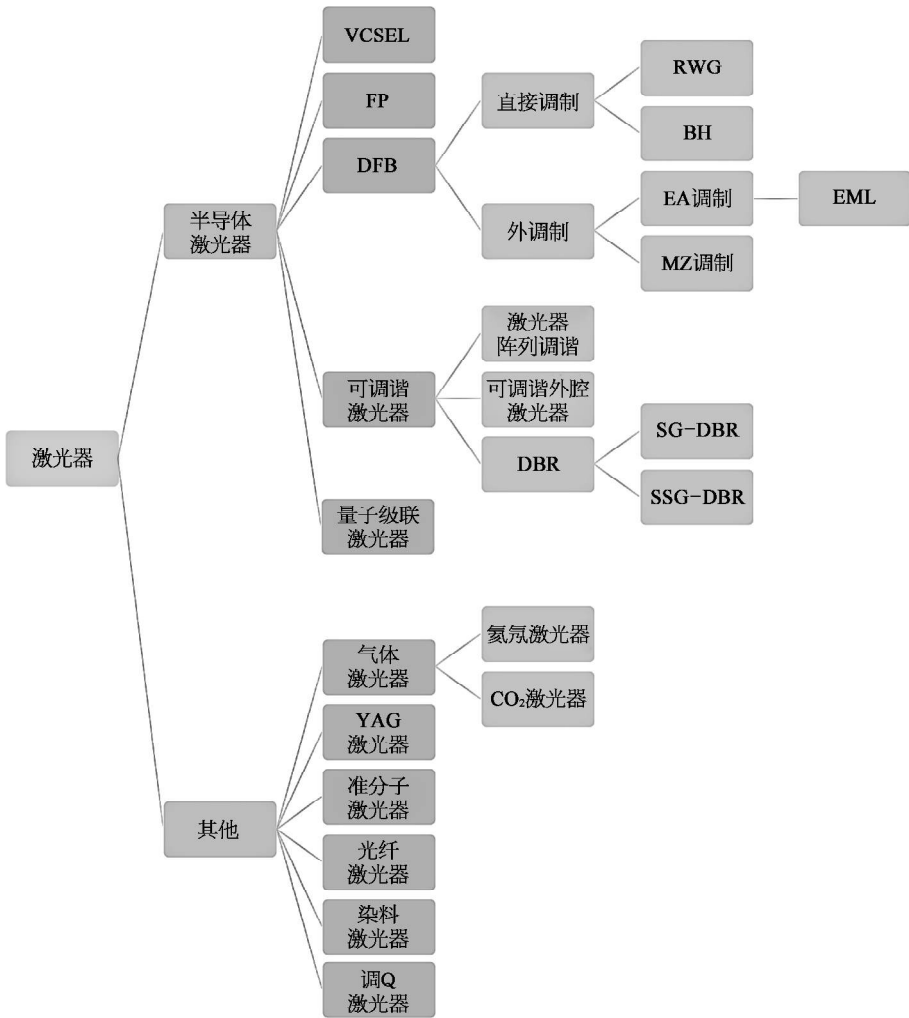 激光器
半导体
激光器
VCSEL
FP
DFB
直接调制
RWG
BH
外调制
EA调制
EML
MZ调制
可调谐
激光器
激光器
阵列调谐
可调谐外腔
激光器
DBR
SG-DBR
SSG-DBR
量子级联
激光器
其他
气体
激光器
氦氖激光器
CO₂激光器
YAG
激光器
准分子
激光器
光纤
激光器
染料
激光器
调Q
激光器